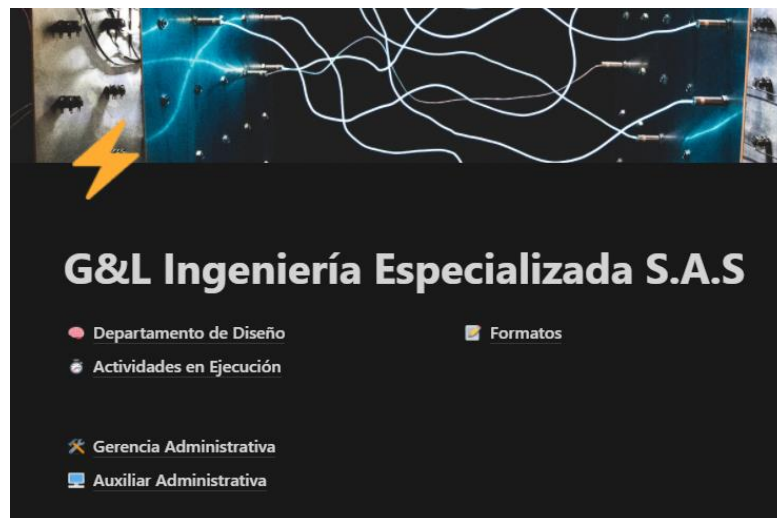 G&L Ingeniería Especializada S.A.S
Departamento de Diseño
Formatos
Actividades en Ejecución
Gerencia Administrativa
Auxiliar Administrativa